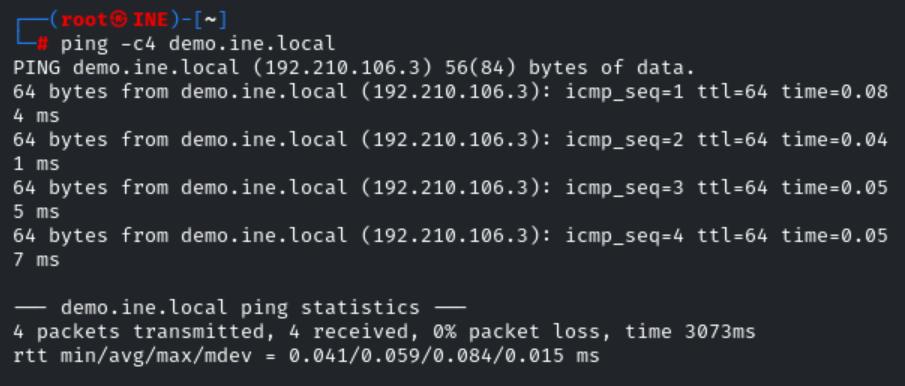 ┌──(root㉿INE)-[~]
└─# ping -c4 demo.ine.local
PING demo.ine.local (192.210.106.3) 56(84) bytes of data.
64 bytes from demo.ine.local (192.210.106.3): icmp_seq=1 ttl=64 time=0.08
4 ms
64 bytes from demo.ine.local (192.210.106.3): icmp_seq=2 ttl=64 time=0.04
1 ms
64 bytes from demo.ine.local (192.210.106.3): icmp_seq=3 ttl=64 time=0.05
5 ms
64 bytes from demo.ine.local (192.210.106.3): icmp_seq=4 ttl=64 time=0.05
7 ms

--- demo.ine.local ping statistics ---
4 packets transmitted, 4 received, 0% packet loss, time 3073ms
rtt min/avg/max/mdev = 0.041/0.059/0.084/0.015 ms